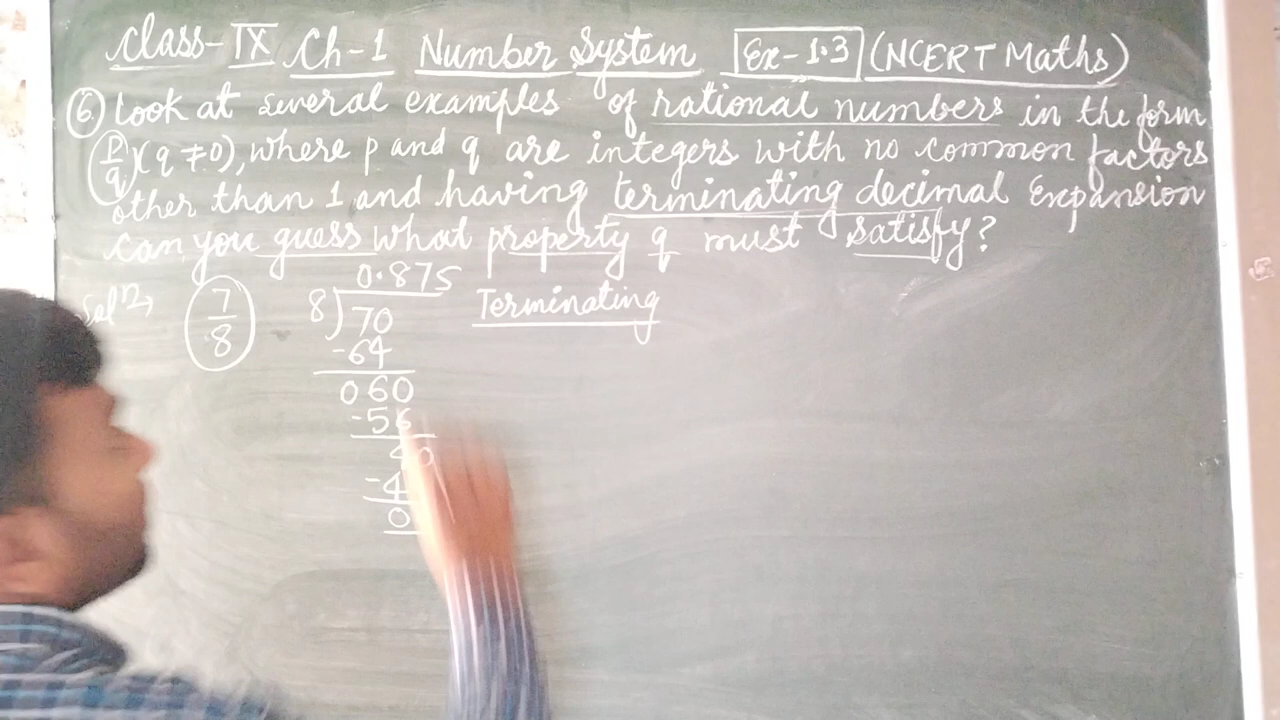 Class-IX Ch-1 Number System Ex-1.3 (NCERT Maths)
6. Look at several examples of rational numbers in the form
p/q (q ≠ 0), where p and q are integers with no common factors
other than 1 and having terminating decimal Expansion
can you guess what property q must satisfy?
Solⁿ→ 7/8
0.875 Terminating
8)70
-64
060
-56
40
-4
0